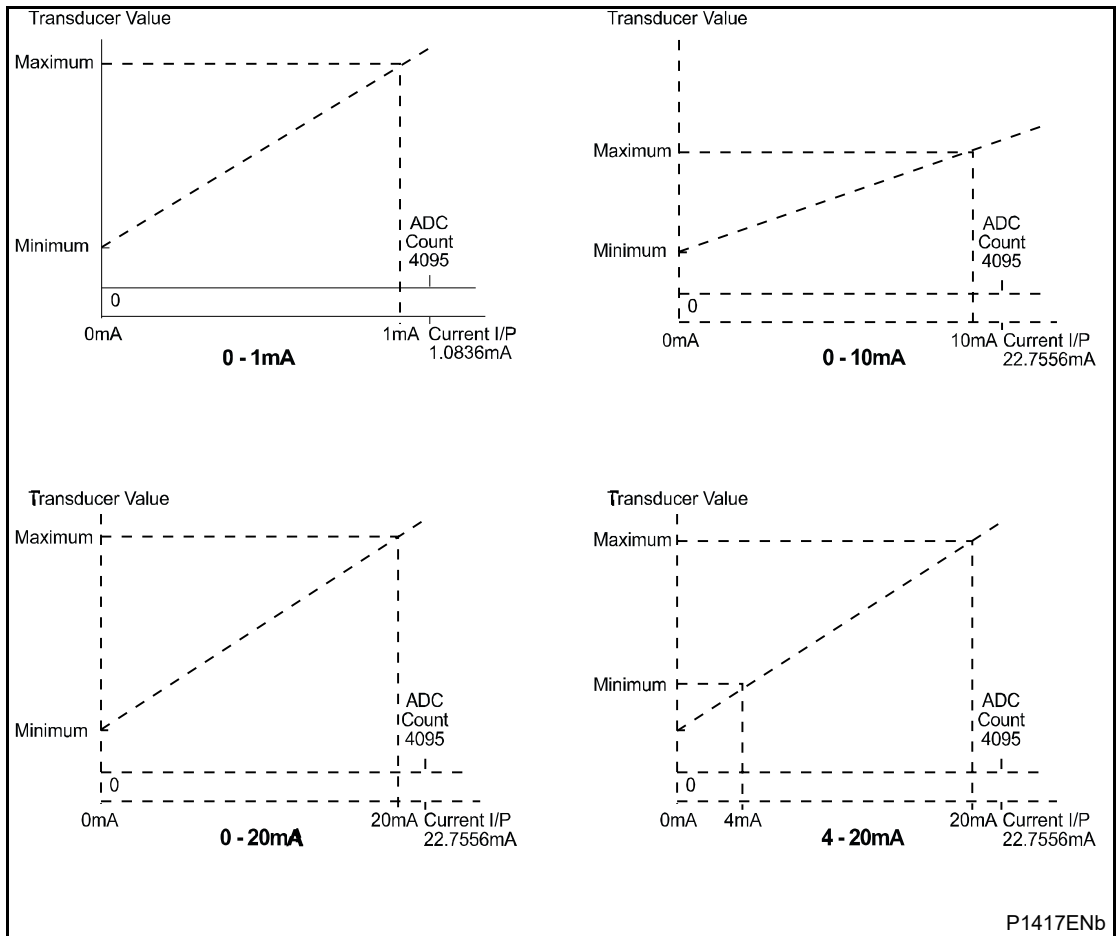 Transducer Value
Maximum
Minimum
ADC
Count
4095
0
0mA
1mA
Current I/P
1.0836mA
0 - 1mA
Transducer Value
Maximum
Minimum
ADC
Count
4095
0
0mA
10mA
Current I/P
22.7556mA
0 - 10mA
Transducer Value
Maximum
Minimum
ADC
Count
4095
0
0mA
20mA
Current I/P
22.7556mA
0 - 20mA
Transducer Value
Maximum
Minimum
ADC
Count
4095
0
0mA
4mA
20mA
Current I/P
22.7556mA
4 - 20mA
P1417ENb